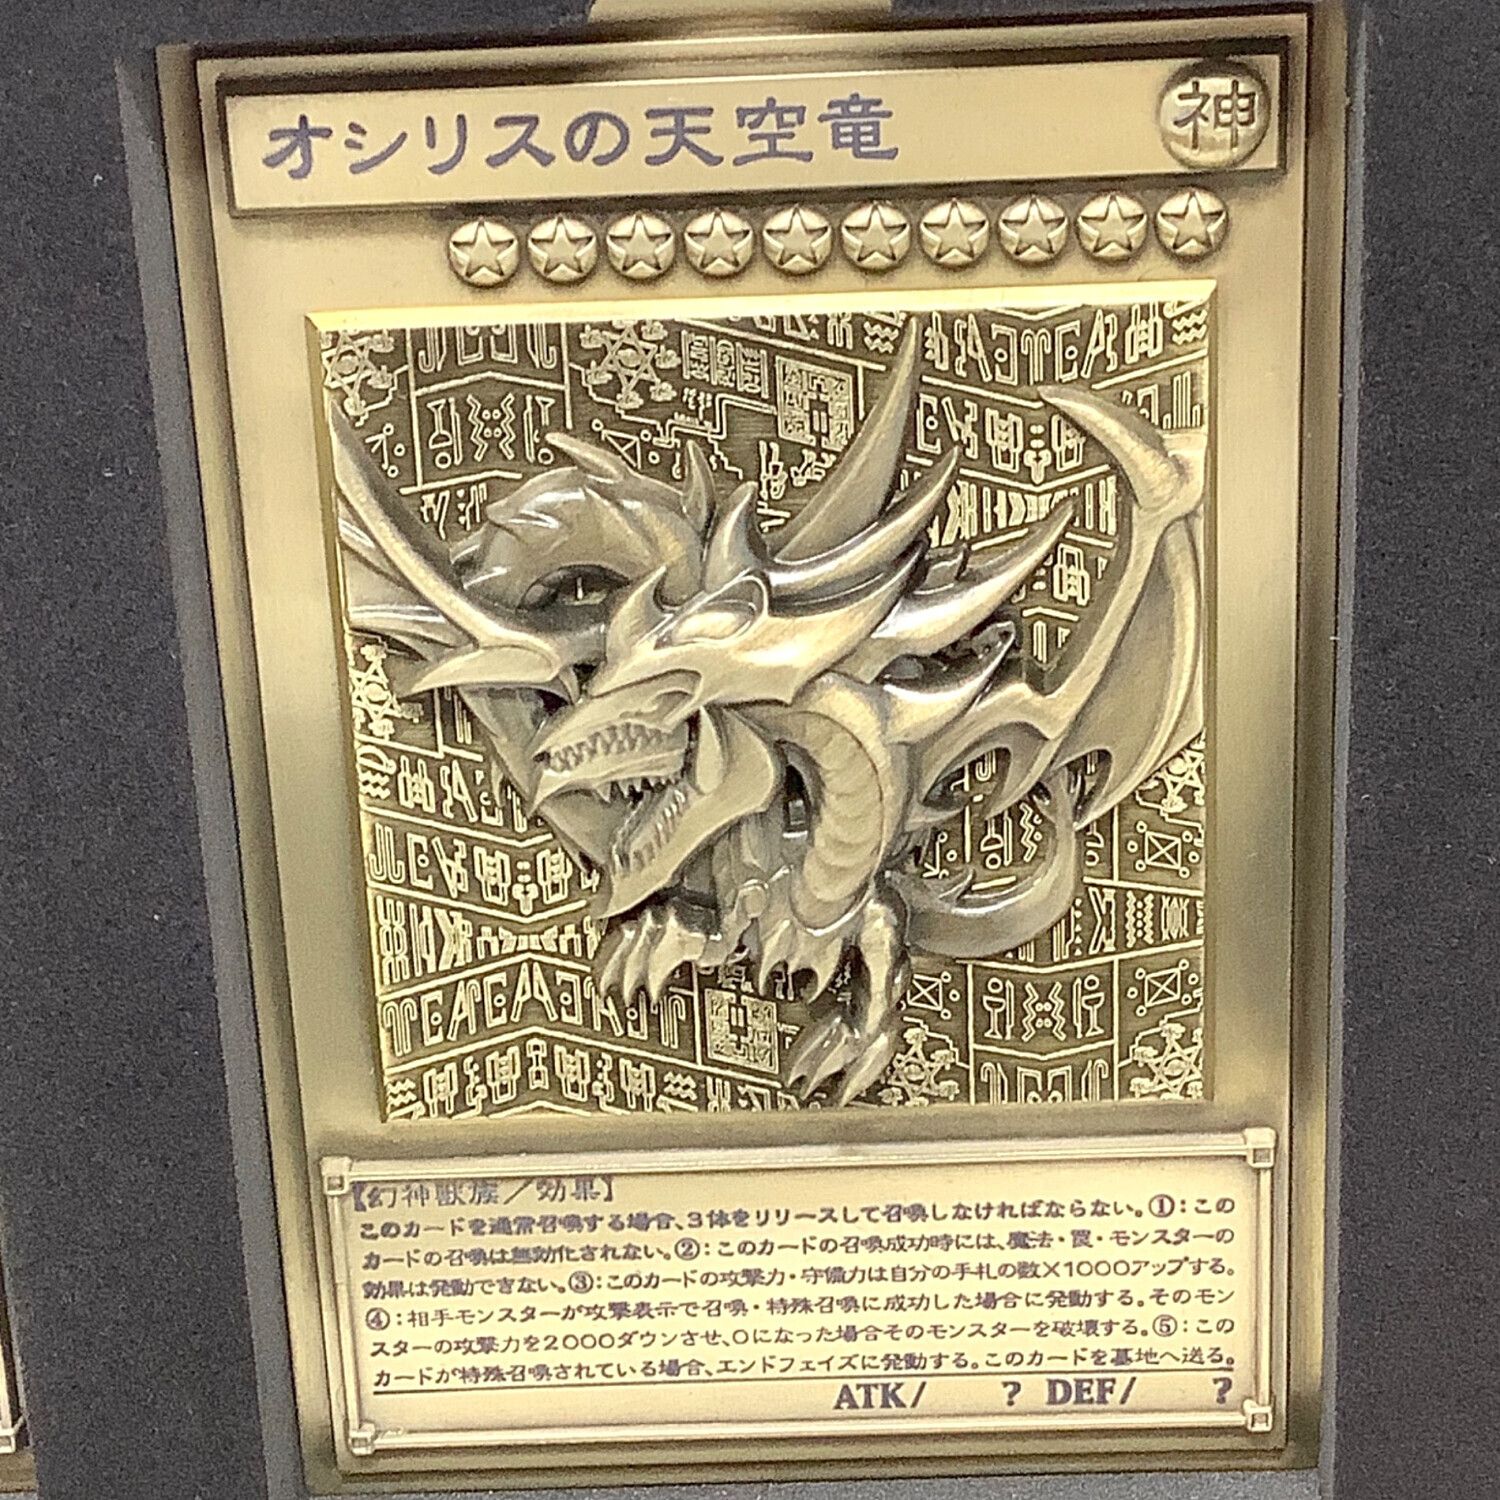 オシリスの天空竜
神
【幻神獣族／効果】
このカードを通常召喚する場合、3体をリリースして召喚しなければならない。①：この
カードの召喚は無効化されない。②：このカードの召喚成功時には、魔法・罠・モンスターの
効果は発動できない。③：このカードの攻撃力・守備力は自分の手札の数×1000アップする。
④：相手モンスターが攻撃表示で召喚・特殊召喚に成功した場合に発動する。そのモン
スターの攻撃力を2000ダウンさせ、0になった場合そのモンスターを破壊する。⑤：この
カードが特殊召喚されている場合、エンドフェイズに発動する。このカードを墓地へ送る。
ATK/ ? DEF/ ?